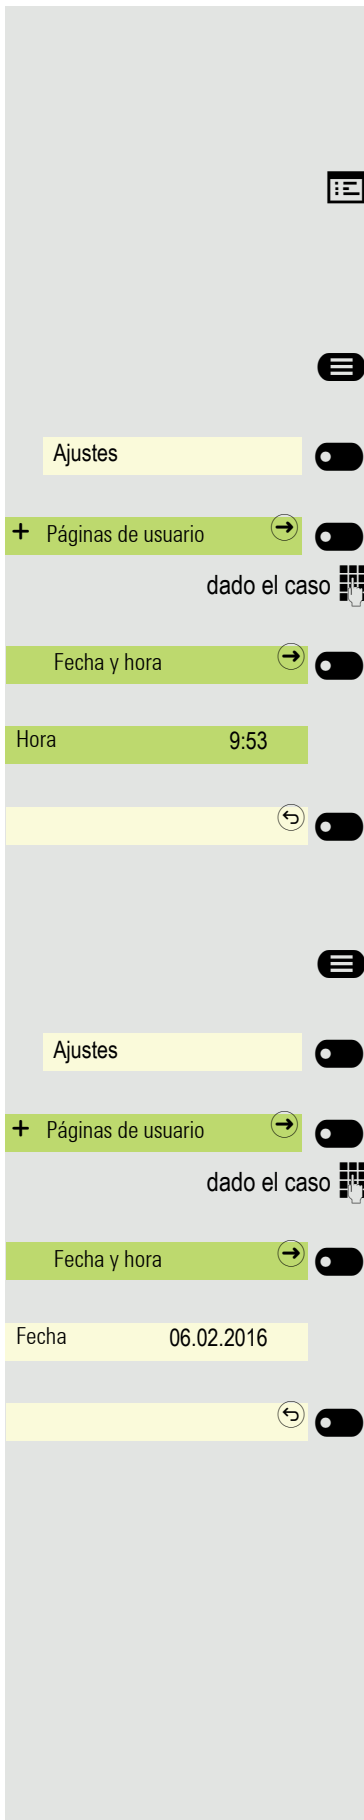 Ajustes
+ Páginas de usuario
dado el caso
Fecha y hora
Hora 9:53
Ajustes
+ Páginas de usuario
dado el caso
Fecha y hora
Fecha 06.02.2016